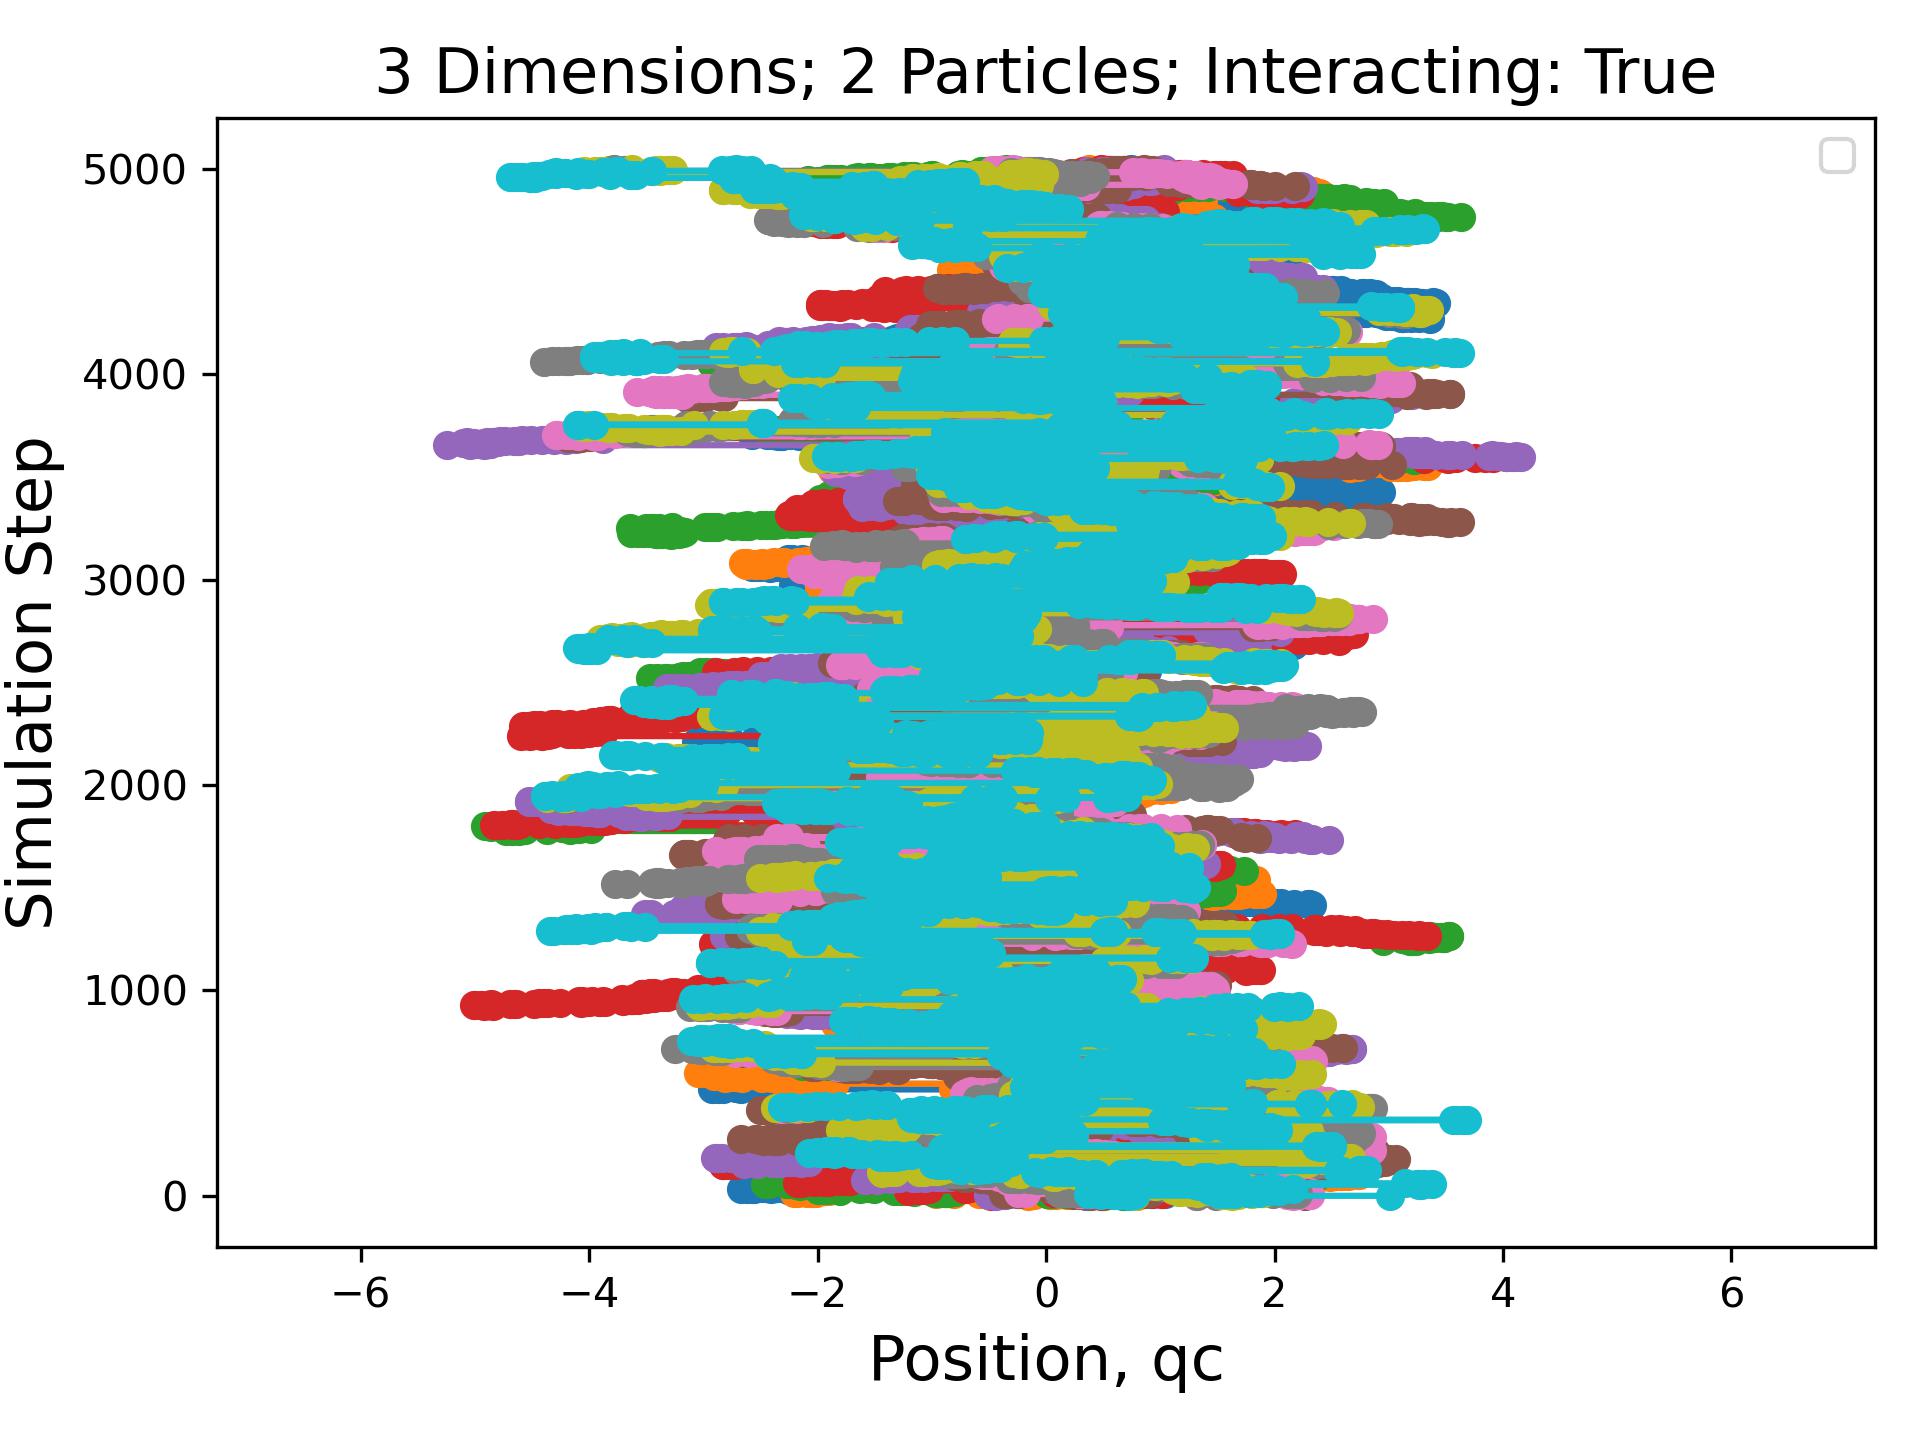 3 Dimensions; 2 Particles; Interacting: True
5000
4000
3000
2000
1000
0
Simulation Step
−6 −4 −2 0 2 4 6
Position, qc